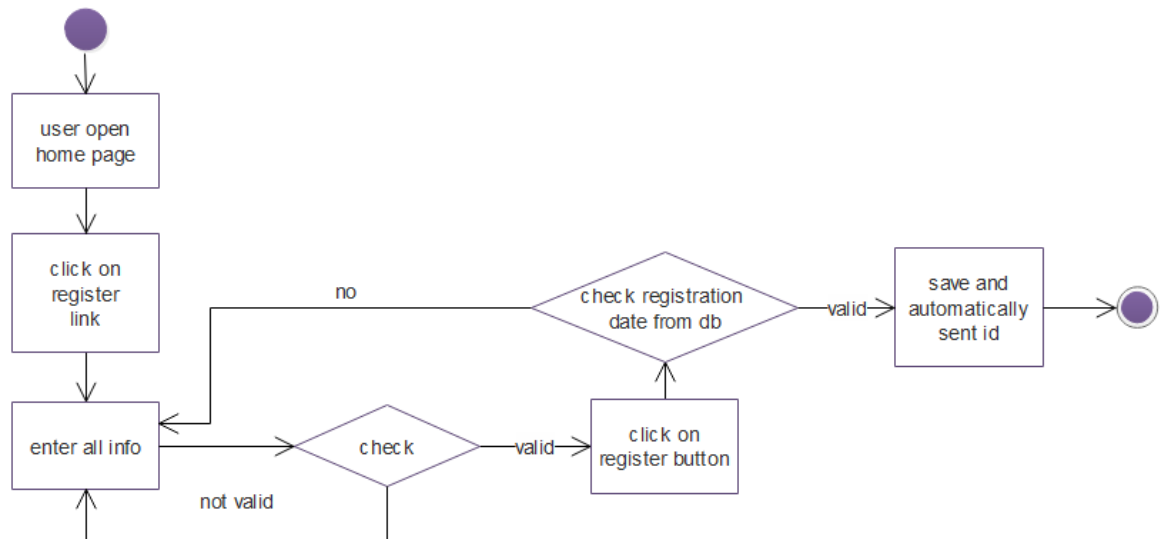 user open
home page
click on
register
link
enter all info
not valid
check
valid
click on
register button
no
check registration
date from db
valid
save and
automatically
sent id